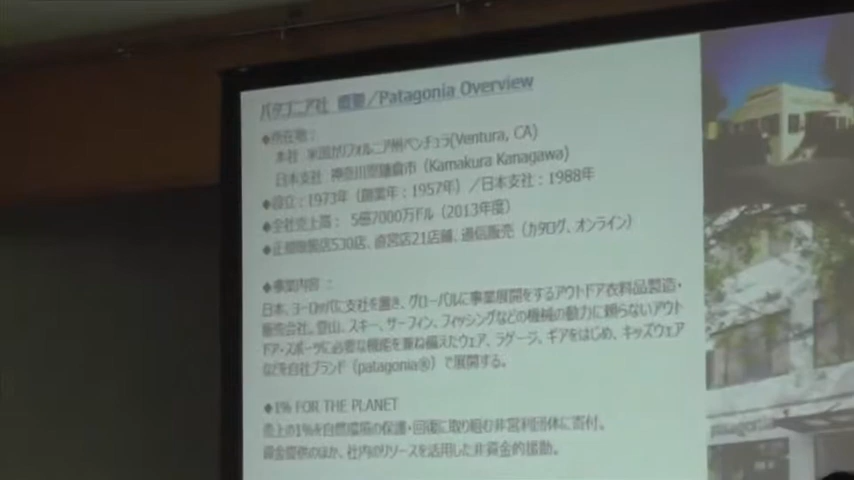 パタゴニア社 概要/Patagonia Overview
◆所在地:
本社 米国カリフォルニア州ベンチュラ(Ventura, CA)
日本支社 神奈川県鎌倉市(Kamakura Kanagawa)
◆設立:1973年(創業年:1957年)/日本支社:1988年
◆全社売上高: 5億7000万ドル(2013年度)
◆正規取扱店530店、直営店21店舗、通信販売(カタログ、オンライン)
◆事業内容:
日本、ヨーロッパに支社を置き、グローバルに事業展開をするアウトドア衣料品製造・
販売会社。登山、スキー、サーフィン、フィッシングなどの機械の動力に頼らないアウト
ドア・スポーツに必要な機能を兼ね備えたウェア、ラゲージ、ギアをはじめ、キッズウェア
などを自社ブランド(patagonia®)で展開する。
◆1% FOR THE PLANET
売上の1%を自然環境の保護・回復に取り組む非営利団体に寄付。
資金提供のほか、社内のリソースを活用した非資金的援助。